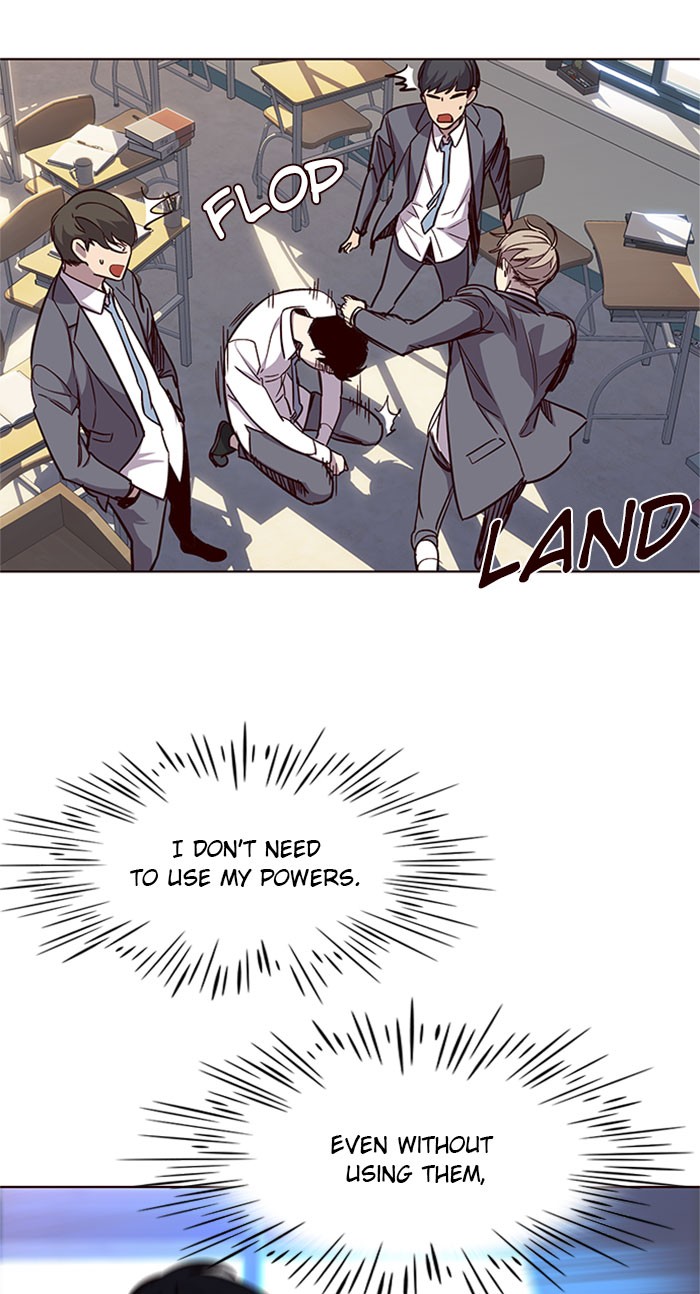 FLOP
LAND
I DON'T NEED
TO USE MY POWERS.
EVEN WITHOUT
USING THEM,